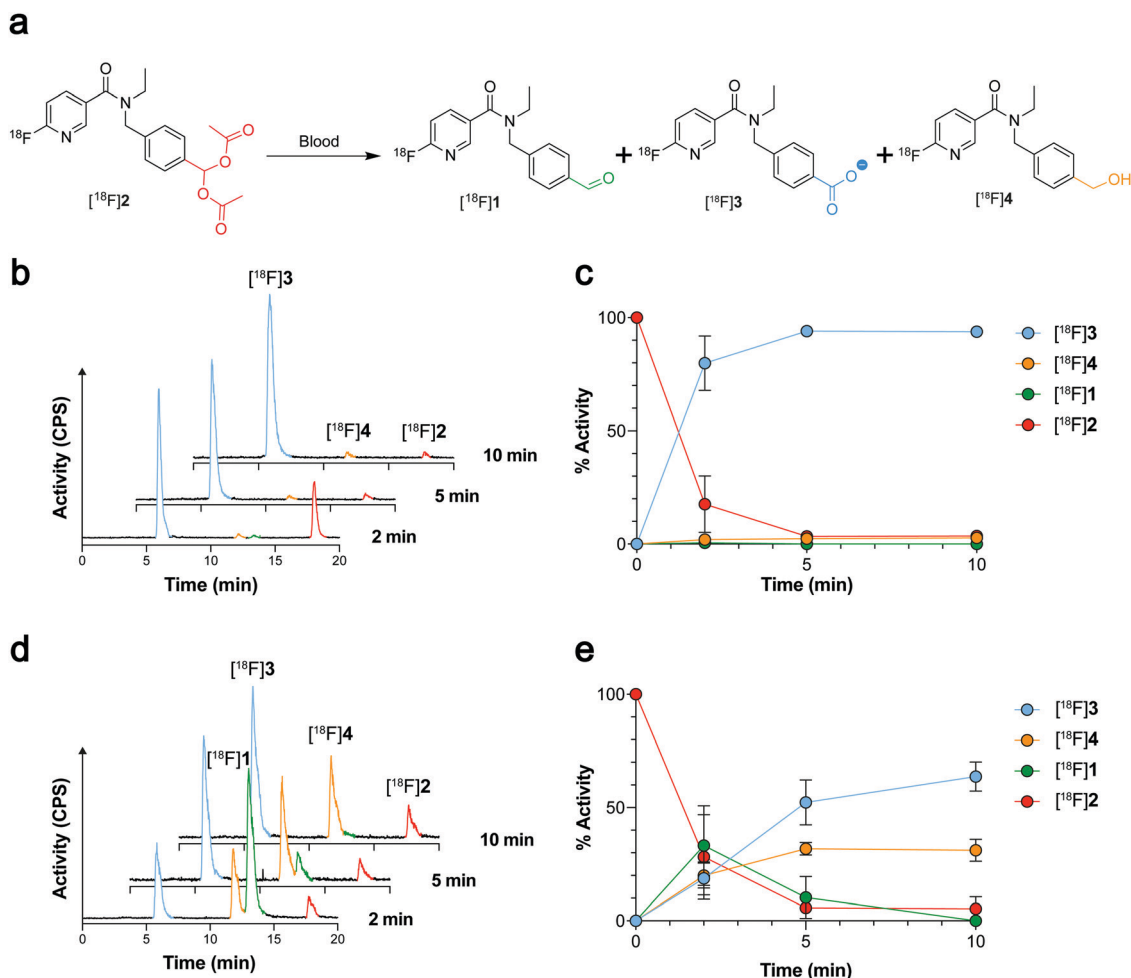 a
O
N
18F
N
O
O
O
O
[18F]2
Blood
O
N
18F
N
O
[18F]1
+
O
N
18F
N
O
−
O
[18F]3
+
O
N
18F
N
OH
[18F]4
b
[18F]3
[18F]4
[18F]2
10 min
5 min
2 min
Activity (CPS)
0
5
10
15
20
Time (min)
c
100
50
0
% Activity
0
5
10
Time (min)
[18F]3
[18F]4
[18F]1
[18F]2
d
[18F]3
[18F]1
[18F]4
[18F]2
10 min
5 min
2 min
Activity (CPS)
0
5
10
15
20
Time (min)
e
100
50
0
% Activity
0
5
10
Time (min)
[18F]3
[18F]4
[18F]1
[18F]2